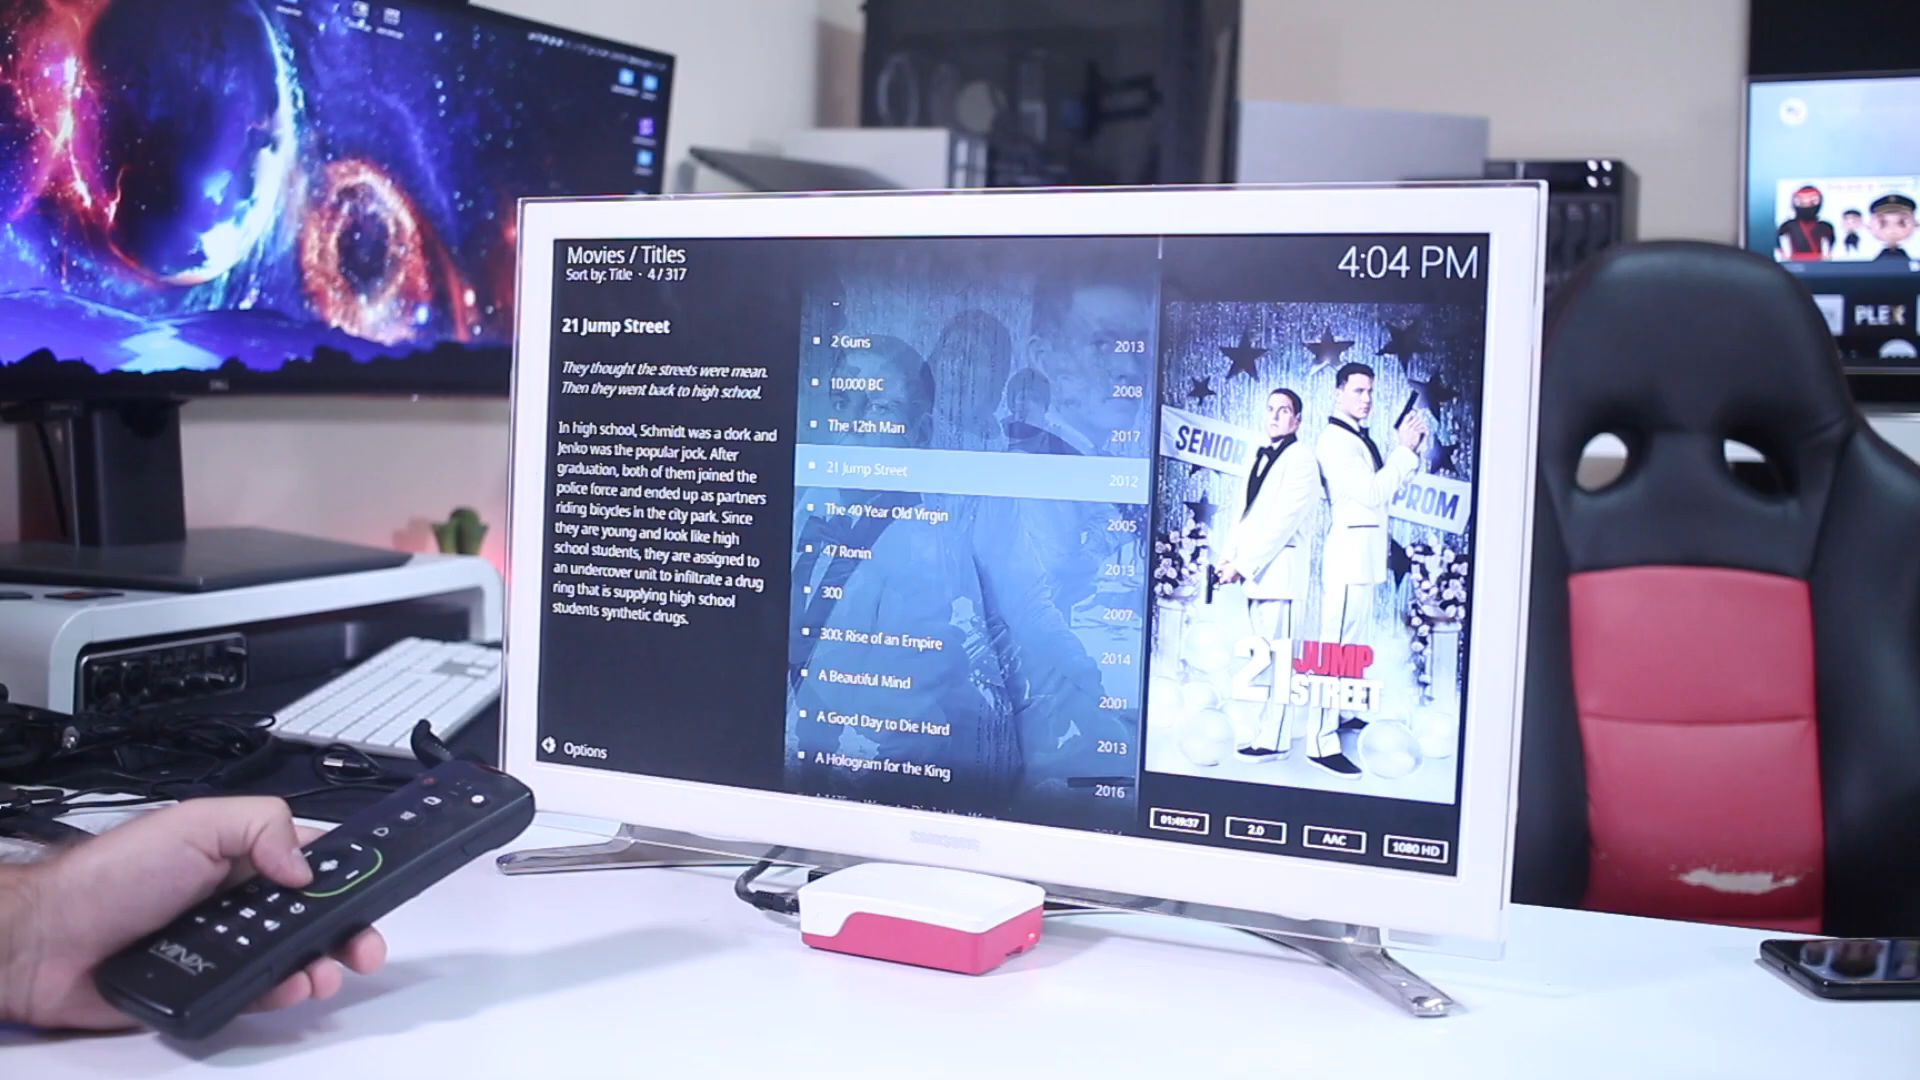 Movies / Titles
Sort by: Title · 4 / 317
4:04 PM
21 Jump Street
They thought the streets were mean.
Then they went back to high school.
In high school, Schmidt was a dork and
Jenko was the popular jock. After
graduation, both of them joined the
police force and ended up as partners
riding bicycles in the city park. Since
they are young and look like high
school students, they are assigned to
an undercover unit to infiltrate a drug
ring that is supplying high school
students synthetic drugs.
Options
2 Guns 2013
10,000 BC 2008
The 12th Man 2017
21 Jump Street 2012
The 40 Year Old Virgin 2005
47 Ronin 2013
300 2007
300: Rise of an Empire 2014
A Beautiful Mind 2001
A Good Day to Die Hard 2013
A Hologram for the King 2016
SENIOR
PROM
21 JUMP
STREET
01:49:37
2.0
AAC
1080 HD
SAMSUNG
MINIX
PLEX
DELL